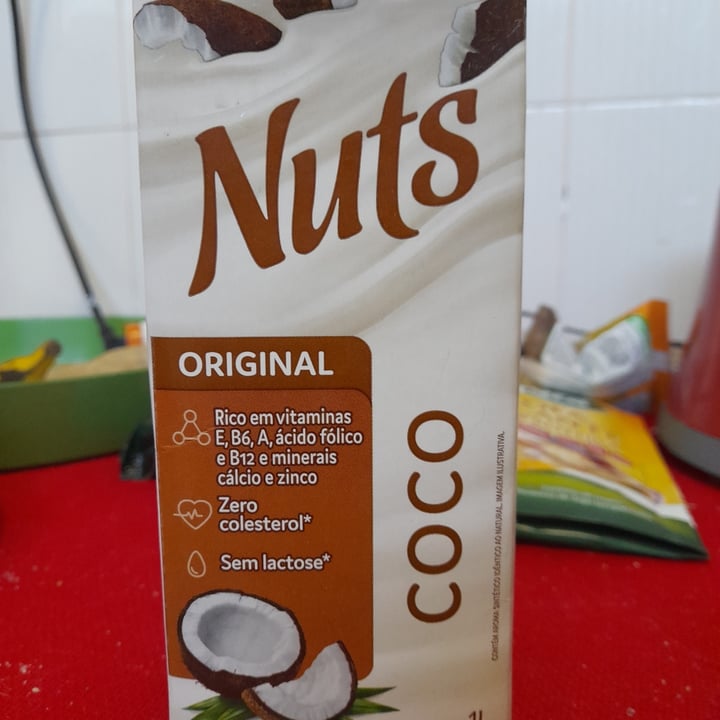 Nuts
ORIGINAL
Rico em vitaminas
E, B6, A, ácido fólico
e B12 e minerais
cálcio e zinco
Zero
colesterol*
Sem lactose*
COCO
CONTÉM AROMA SINTÉTICO IDÊNTICO AO NATURAL. IMAGEM ILUSTRATIVA.
1L